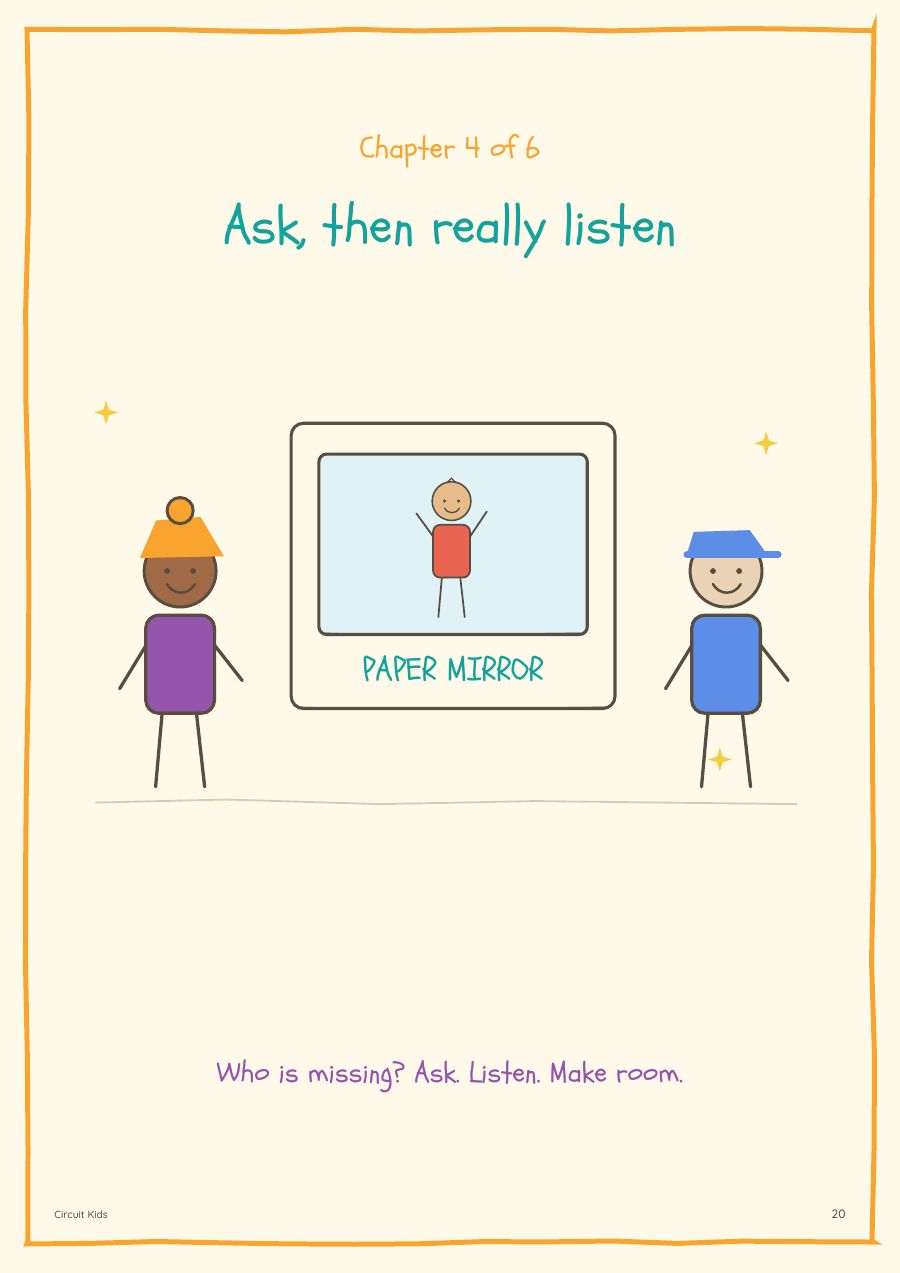 Chapter 4 of 6
Ask, then really listen
PAPER MIRROR
Who is missing? Ask. Listen. Make room.
Circuit Kids
20